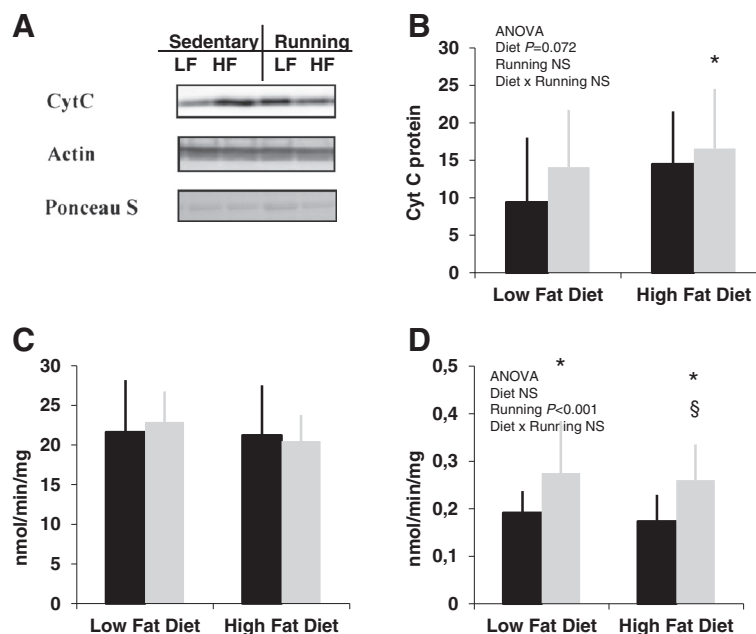 A
Sedentary Running
LF HF LF HF
CytC
Actin
Ponceau S
B
ANOVA
Diet P=0.072
Running NS
Diet x Running NS
*
30
25
20
15
10
5
0
Cyt C protein
Low Fat Diet High Fat Diet
C
30
25
20
15
10
5
0
nmol/min/mg
Low Fat Diet High Fat Diet
D
ANOVA
Diet NS
Running P<0.001
Diet x Running NS
*
*
§
0,5
0,4
0,3
0,2
0,1
0
nmol/min/mg
Low Fat Diet High Fat Diet